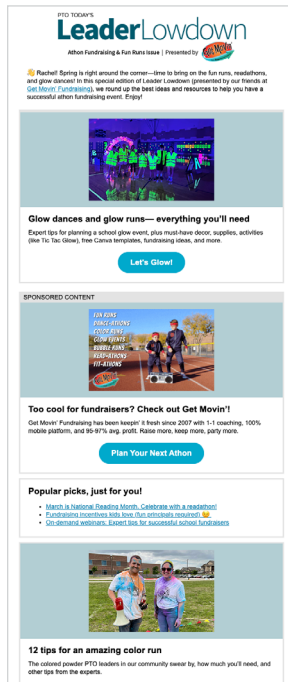 PTO TODAY'S
LeaderLowdown
Athon Fundraising & Fun Runs Issue | Presented by Get Movin'
👋 Rachel! Spring is right around the corner—time to bring on the fun runs, readathons,
and glow dances! In this special edition of Leader Lowdown (presented by our friends at
Get Movin' Fundraising), we round up the best ideas and resources to help you have a
successful athon fundraising event. Enjoy!
Glow dances and glow runs— everything you'll need
Expert tips for planning a school glow event, plus must-have decor, supplies, activities
(like Tic Tac Glow), free Canva templates, fundraising ideas, and more.
Let's Glow!
SPONSORED CONTENT
FUN RUNS
DANCE-ATHONS
COLOR RUNS
GLOW EVENTS
BUBBLE RUNS
READ-ATHONS
FIT-ATHONS
Too cool for fundraisers? Check out Get Movin'!
Get Movin' Fundraising has been keepin' it fresh since 2007 with 1-1 coaching, 100%
mobile platform, and 95-97% avg. profit. Raise more, keep more, party more.
Plan Your Next Athon
Popular picks, just for you!
• March is National Reading Month. Celebrate with a readathon!
• Fundraising incentives kids love (fun principals required) 😉
• On-demand webinars: Expert tips for successful school fundraisers
12 tips for an amazing color run
The colored powder PTO leaders in our community swear by, how much you'll need, and
other tips from the experts.